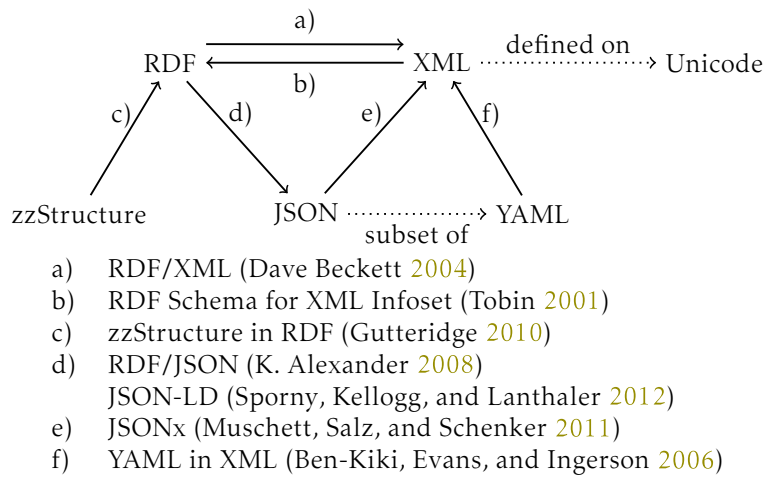 a)
RDF XML defined on Unicode
b)
c) d) e) f)
zzStructure JSON YAML
subset of
a) RDF/XML (Dave Beckett 2004)
b) RDF Schema for XML Infoset (Tobin 2001)
c) zzStructure in RDF (Gutteridge 2010)
d) RDF/JSON (K. Alexander 2008)
JSON-LD (Sporny, Kellogg, and Lanthaler 2012)
e) JSONx (Muschett, Salz, and Schenker 2011)
f) YAML in XML (Ben-Kiki, Evans, and Ingerson 2006)